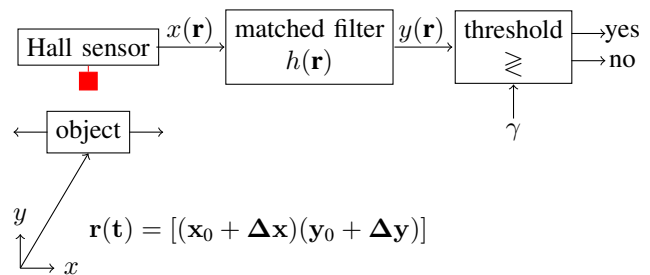 Hall sensor
x(r)
matched filter
h(r)
y(r)
threshold
≷
yes
no
γ
object
y
x
r(t) = [(x₀ + Δx)(y₀ + Δy)]